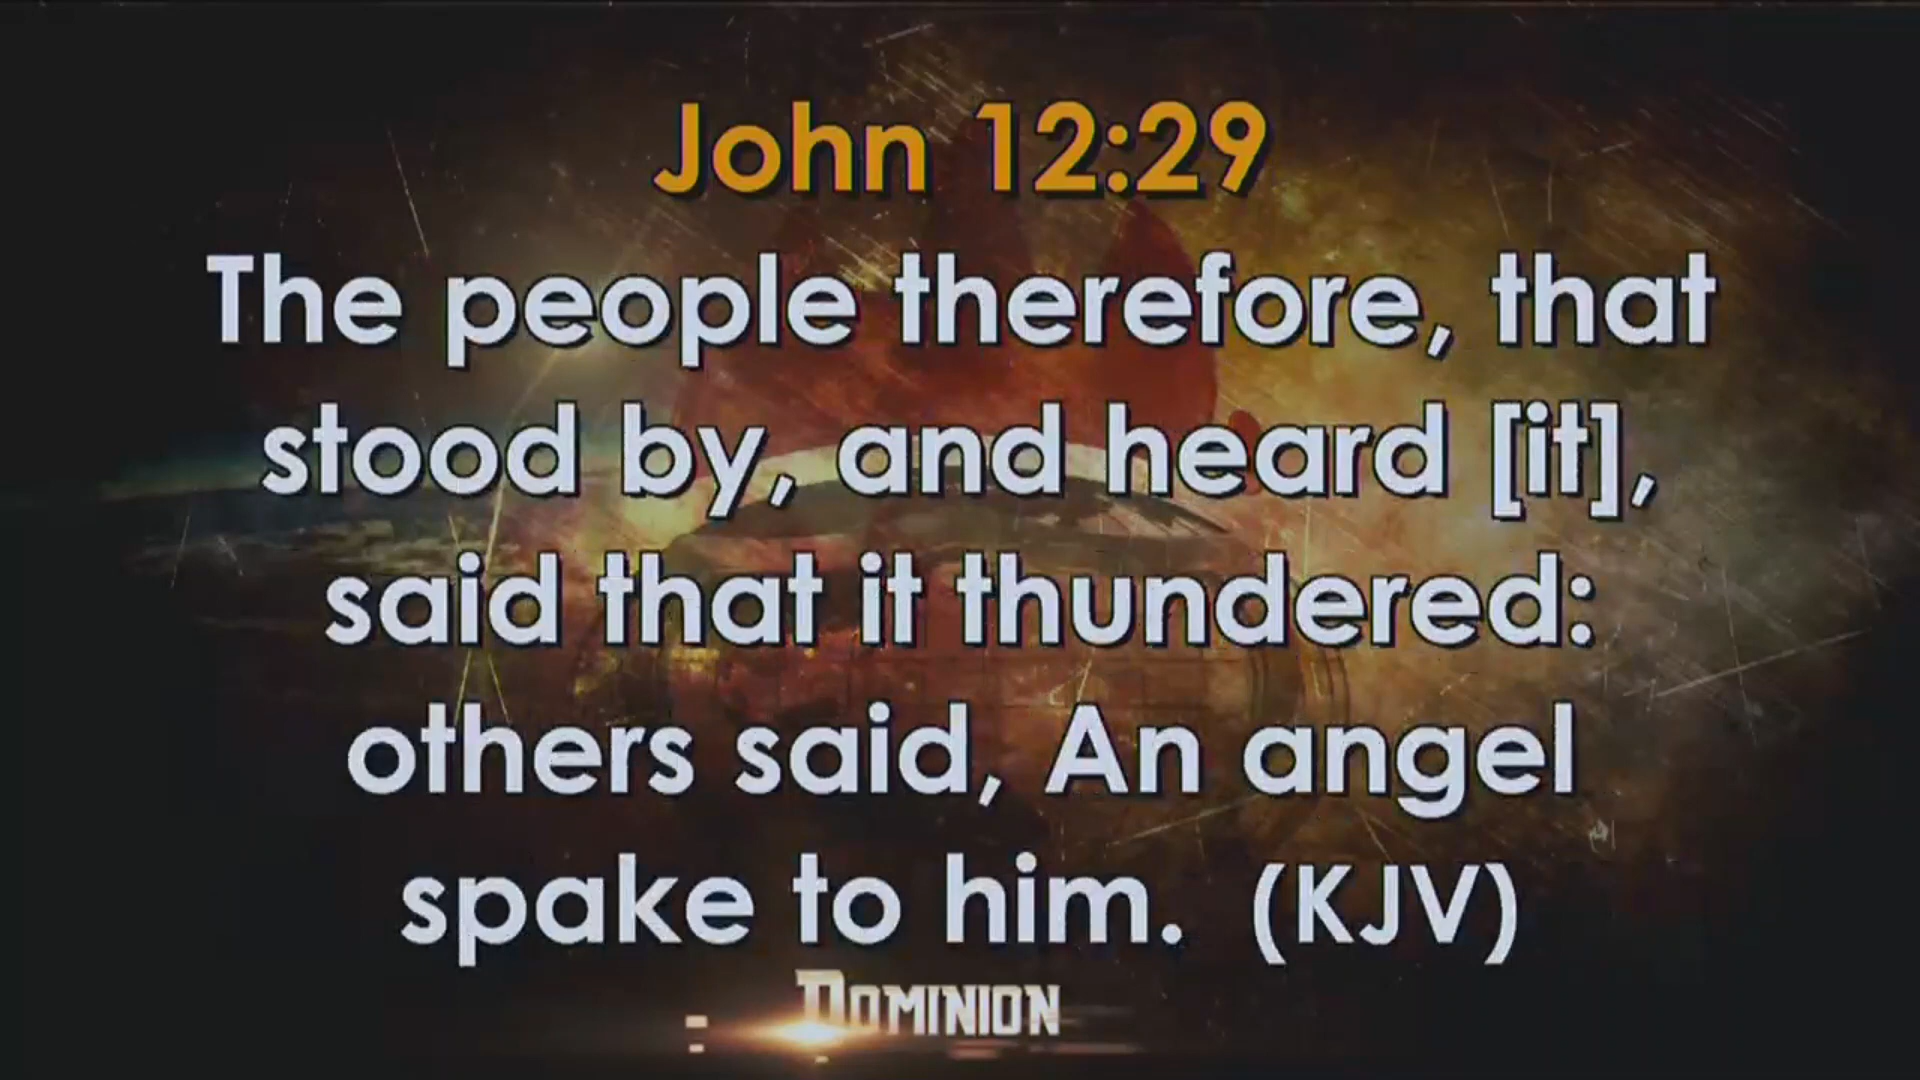 John 12:29
The people therefore, that
stood by, and heard [it],
said that it thundered:
others said, An angel
spake to him.  (KJV)
DOMINION